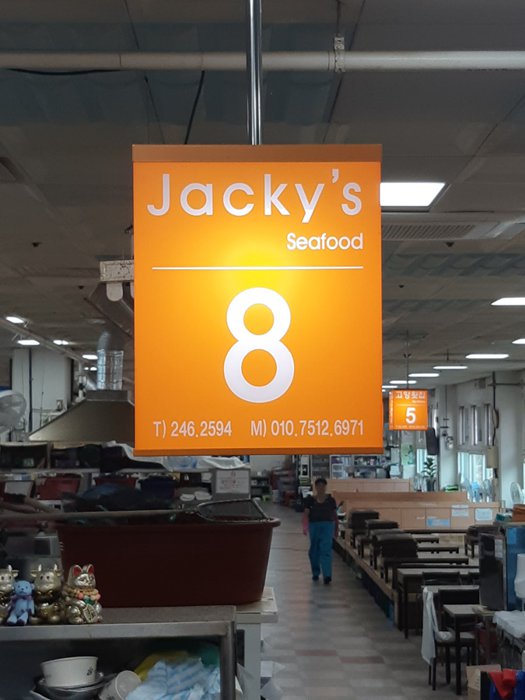 Jacky's
Seafood
8
T) 246.2594 M) 010.7512.6971
5